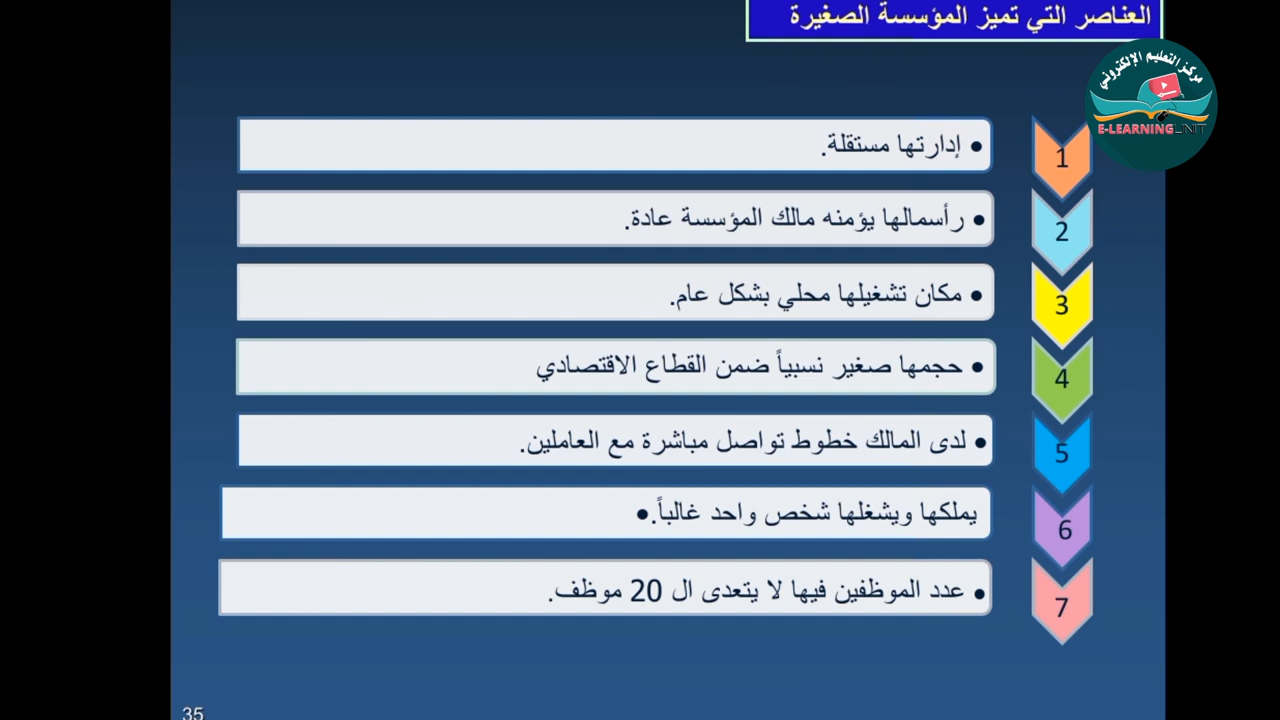 العناصر التي تميز المؤسسة الصغيرة
مركز التعليم الإلكتروني
E-LEARNING UNIT
1
• إدارتها مستقلة.
2
• رأسمالها يؤمنه مالك المؤسسة عادة.
3
• مكان تشغيلها محلي بشكل عام.
4
• حجمها صغير نسبياً ضمن القطاع الاقتصادي
5
• لدى المالك خطوط تواصل مباشرة مع العاملين.
6
يملكها ويشغلها شخص واحد غالباً.•
7
• عدد الموظفين فيها لا يتعدى ال 20 موظف.
35